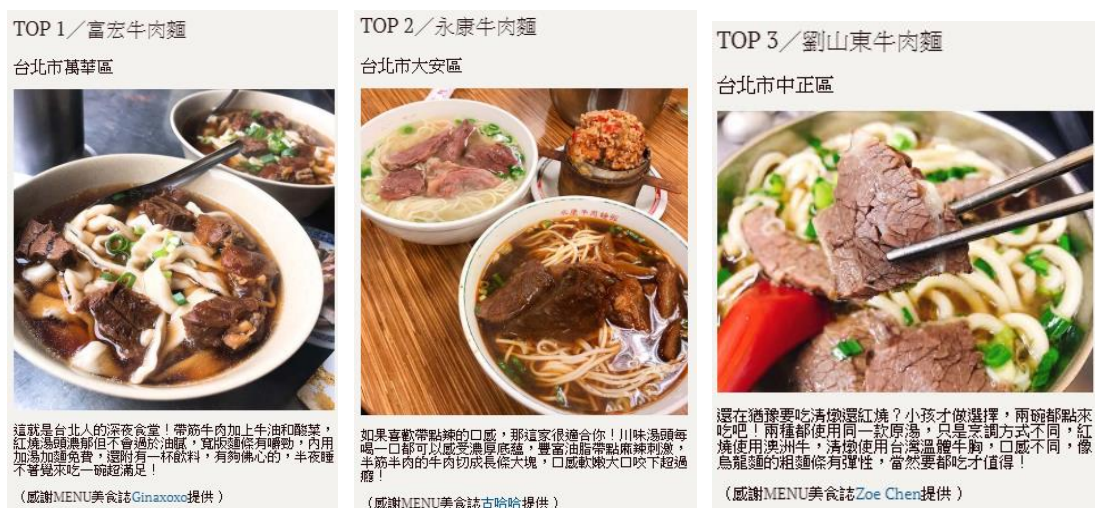 TOP 1／富宏牛肉麵
台北市萬華區
這就是台北人的深夜食堂！帶筋牛肉加上牛油和酸菜，
紅燒湯頭濃郁但不會過於油膩，寬版麵條有嚼勁，內用
加湯加麵免費，還附有一杯飲料，有夠佛心的，半夜睡
不著覺來吃一碗超滿足！
（感謝MENU美食誌Ginaxoxo提供）
TOP 2／永康牛肉麵
台北市大安區
永康牛肉麵館
如果喜歡帶點辣的口感，那這家很適合你！川味湯頭每
喝一口都可以感受濃厚底蘊，豐富油脂帶點麻辣刺激，
半筋半肉的牛肉切成長條大塊，口感軟嫩大口咬下超過
癮！
（感謝MENU美食誌古哈哈提供）
TOP 3／劉山東牛肉麵
台北市中正區
還在猶豫要吃清燉還紅燒？小孩才做選擇，兩碗都點來
吃吧！兩種都使用同一款原湯，只是烹調方式不同，紅
燒使用澳洲牛，清燉使用台灣溫體牛胸，口感不同，像
烏龍麵的粗麵條有彈性，當然要都吃才值得！
（感謝MENU美食誌Zoe Chen提供）